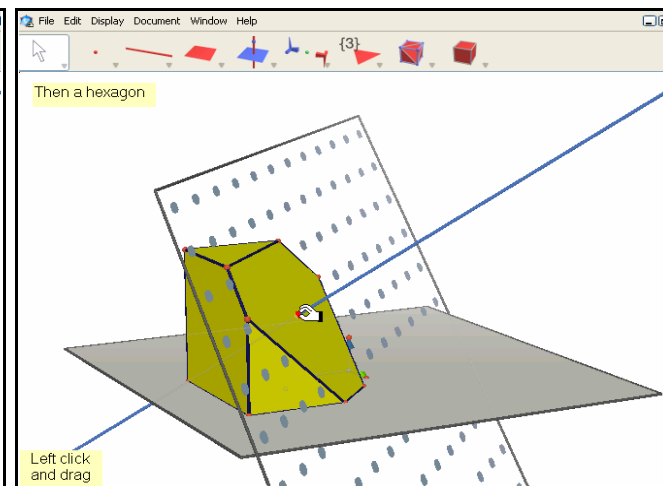 File Edit Display Document Window Help
{3}
Then a hexagon
Left click
and drag